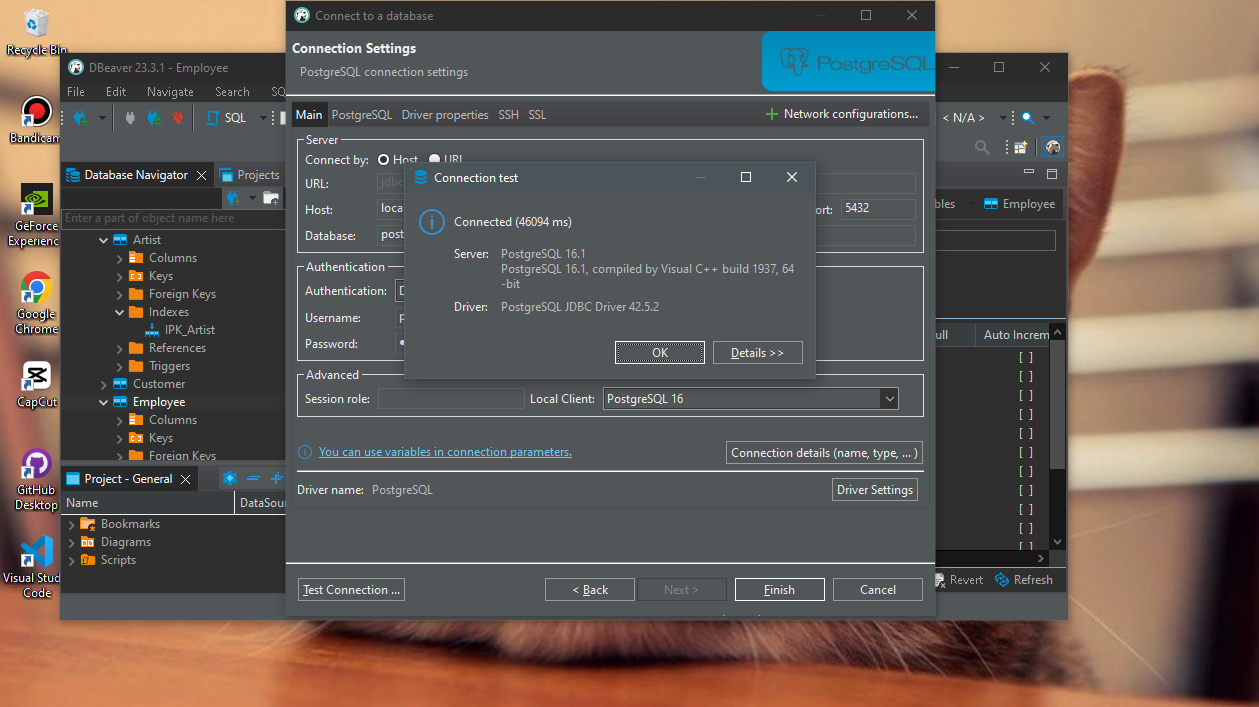 Connect to a database
Connection Settings
PostgreSQL connection settings
PostgreSQL
Recycle Bin
Bandicam
GeForce
Experience
Google
Chrome
CapCut
GitHub
Desktop
Visual Studio
Code
DBeaver 23.3.1 - Employee
File Edit Navigate Search SQ
SQL
< N/A >
Database Navigator
Projects
Enter a part of object name here
Artist
Columns
Keys
Foreign Keys
Indexes
IPK_Artist
References
Triggers
Customer
Employee
Columns
Keys
Foreign Keys
Project - General
Name DataSour
Bookmarks
Diagrams
Scripts
Main PostgreSQL Driver properties SSH SSL
Network configurations...
Server
Connect by: Host URL
URL: jdbc
Host: loca
ort: 5432
Database: post
Authentication
Authentication: D
Username: p
Password:
Advanced
Session role:
Local Client: PostgreSQL 16
You can use variables in connection parameters.
Connection details (name, type, ... )
Driver name: PostgreSQL
Driver Settings
Test Connection ...
< Back
Next >
Finish
Cancel
Connection test
Connected (46094 ms)
Server: PostgreSQL 16.1
PostgreSQL 16.1, compiled by Visual C++ build 1937, 64
-bit
Driver: PostgreSQL JDBC Driver 42.5.2
OK
Details >>
bles
Employee
ull Auto Increm
[ ]
[ ]
[ ]
[ ]
[ ]
[ ]
[ ]
[ ]
[ ]
[ ]
[ ]
Revert
Refresh